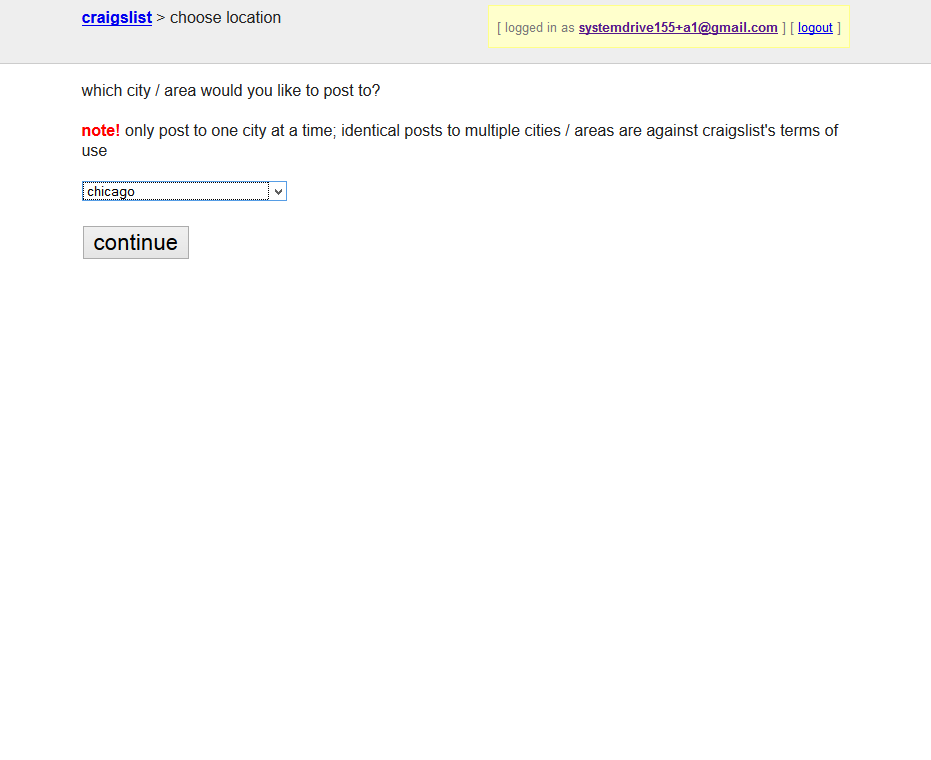 craigslist > choose location
[ logged in as systemdrive155+a1@gmail.com ] [ logout ]
which city / area would you like to post to?
note! only post to one city at a time; identical posts to multiple cities / areas are against craigslist's terms of
use
chicago
continue